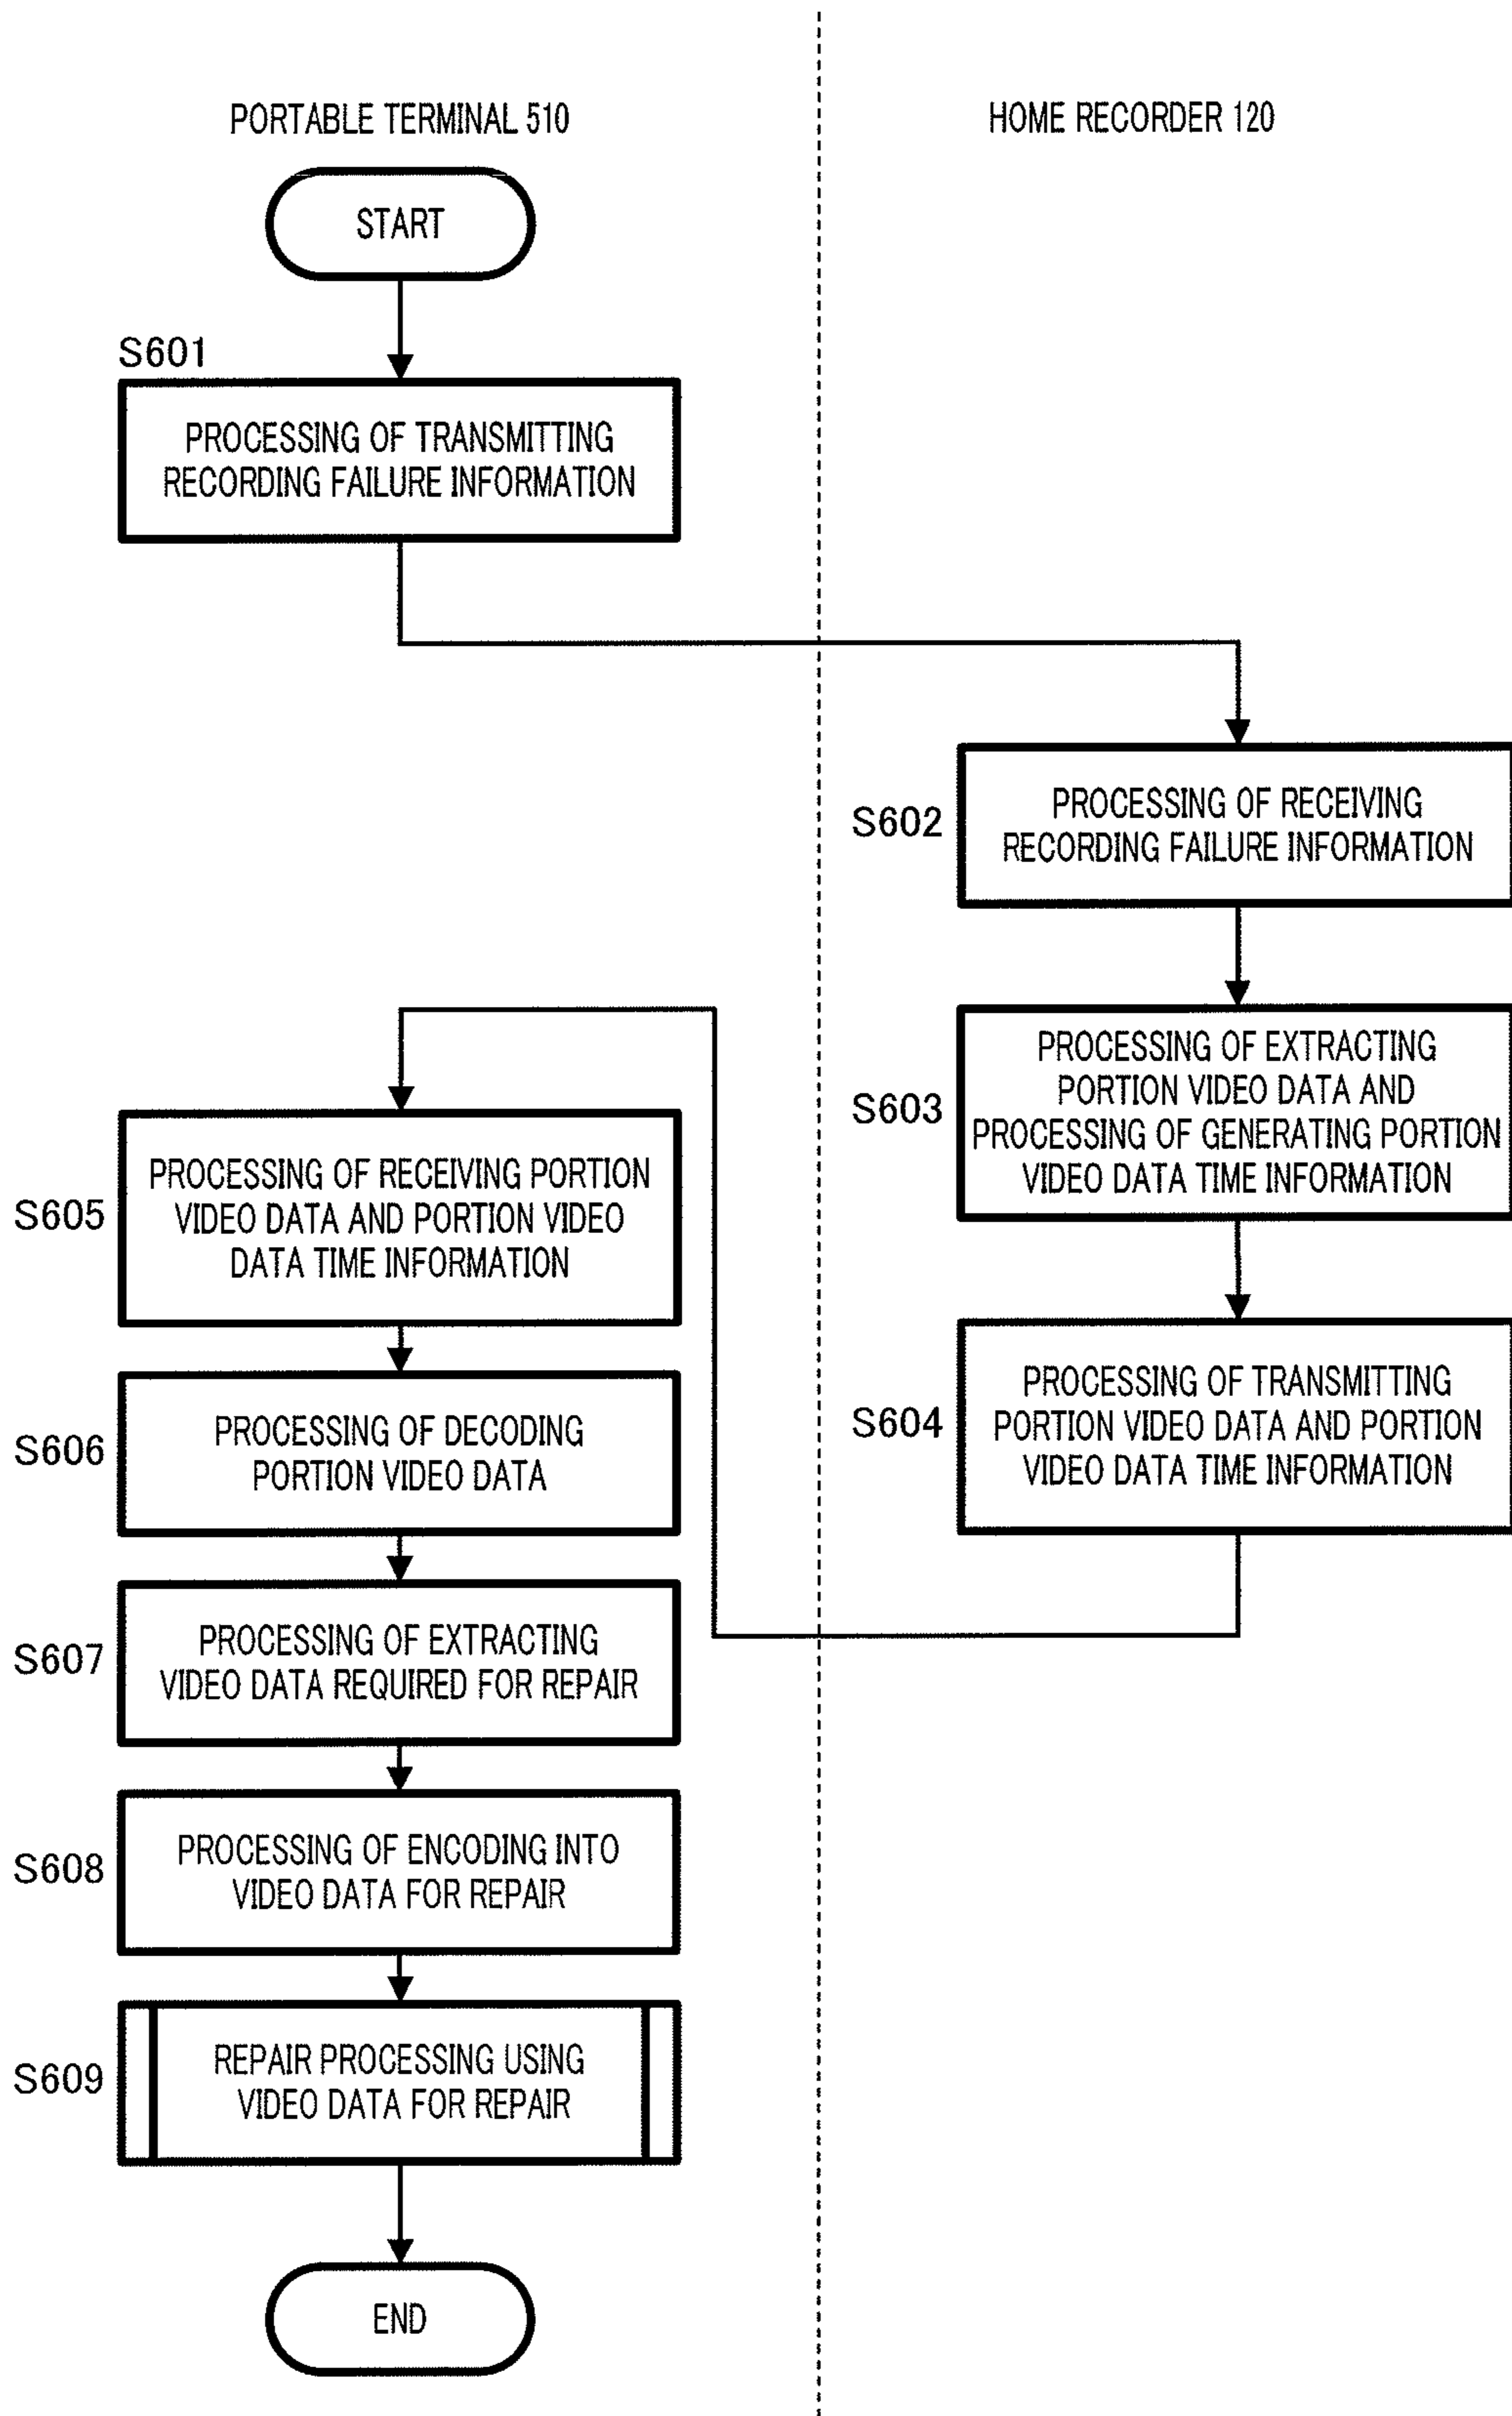 PORTABLE TERMINAL 510
HOME RECORDER 120
START
S601
PROCESSING OF TRANSMITTING
RECORDING FAILURE INFORMATION
S602
PROCESSING OF RECEIVING
RECORDING FAILURE INFORMATION
S603
PROCESSING OF EXTRACTING
PORTION VIDEO DATA AND
PROCESSING OF GENERATING PORTION
VIDEO DATA TIME INFORMATION
S604
PROCESSING OF TRANSMITTING
PORTION VIDEO DATA AND PORTION
VIDEO DATA TIME INFORMATION
S605
PROCESSING OF RECEIVING PORTION
VIDEO DATA AND PORTION VIDEO
DATA TIME INFORMATION
S606
PROCESSING OF DECODING
PORTION VIDEO DATA
S607
PROCESSING OF EXTRACTING
VIDEO DATA REQUIRED FOR REPAIR
S608
PROCESSING OF ENCODING INTO
VIDEO DATA FOR REPAIR
S609
REPAIR PROCESSING USING
VIDEO DATA FOR REPAIR
END